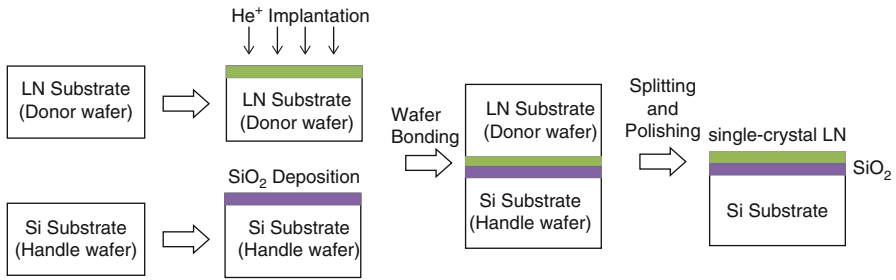 He⁺ Implantation
LN Substrate
(Donor wafer)
LN Substrate
(Donor wafer)
Wafer
Bonding
LN Substrate
(Donor wafer)
Si Substrate
(Handle wafer)
Splitting
and
Polishing
single-crystal LN
SiO₂
Si Substrate
SiO₂ Deposition
Si Substrate
(Handle wafer)
Si Substrate
(Handle wafer)